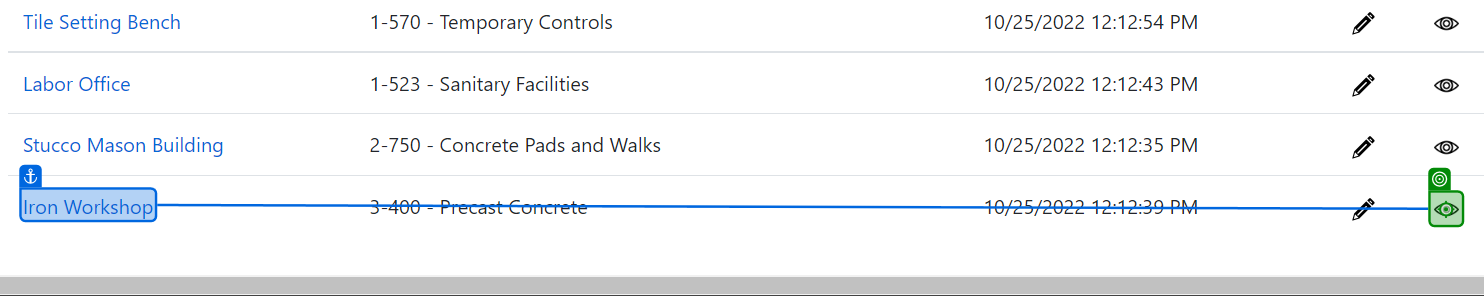 Tile Setting Bench 1-570 - Temporary Controls 10/25/2022 12:12:54 PM
Labor Office 1-523 - Sanitary Facilities 10/25/2022 12:12:43 PM
Stucco Mason Building 2-750 - Concrete Pads and Walks 10/25/2022 12:12:35 PM
Iron Workshop 3-400 - Precast Concrete 10/25/2022 12:12:39 PM